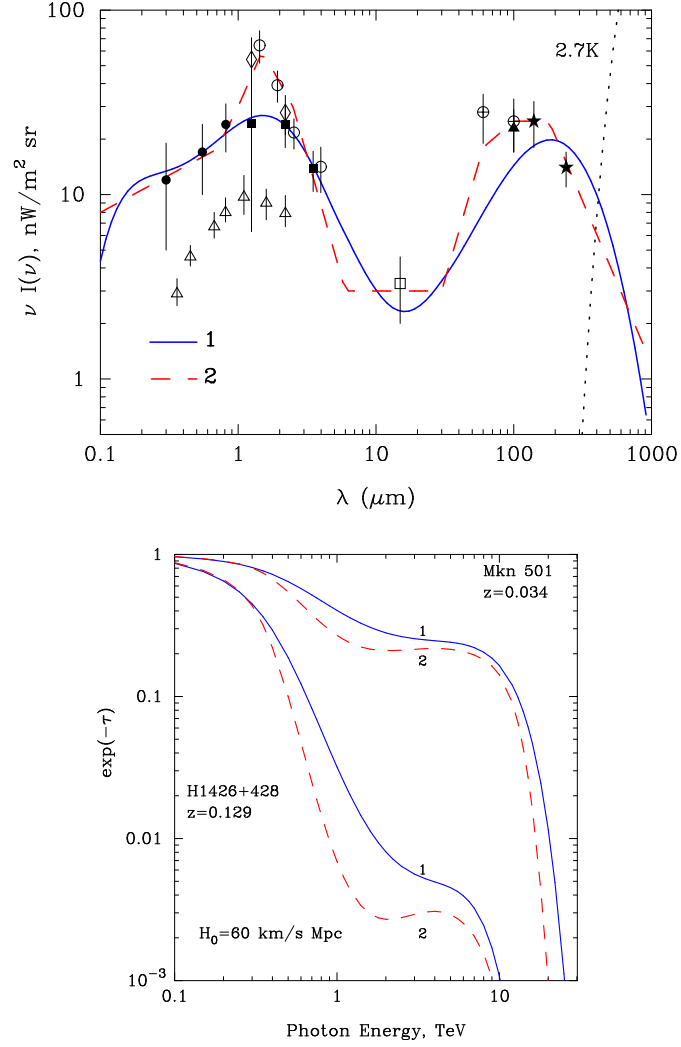 100
2.7K
10
1
ν I(ν), nW/m² sr
1
2
0.1
1
10
100
1000
λ (μm)
1
Mkn 501
z=0.034
1
2
0.1
exp(−τ)
H1426+428
z=0.129
0.01
1
H₀=60 km/s Mpc
2
10⁻³
0.1
1
10
Photon Energy, TeV